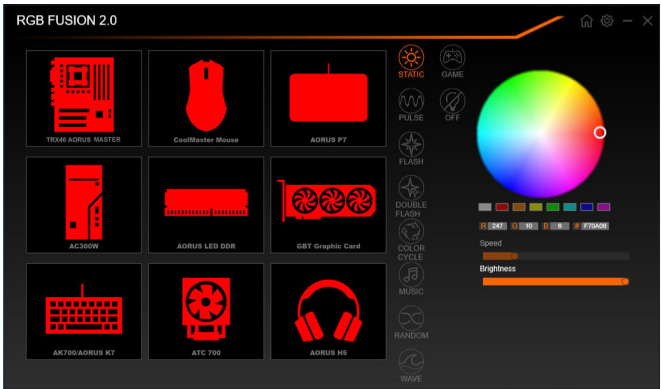 RGB FUSION 2.0
TRX40 AORUS MASTER
CoolMaster Mouse
AORUS P7
AC300W
AORUS LED DDR
GBT Graphic Card
AK700/AORUS K7
ATC 700
AORUS H5
STATIC
GAME
PULSE
OFF
FLASH
DOUBLE
FLASH
COLOR
CYCLE
MUSIC
RANDOM
WAVE
R 247 G 10 B 6 # F70A06
Speed
Brightness